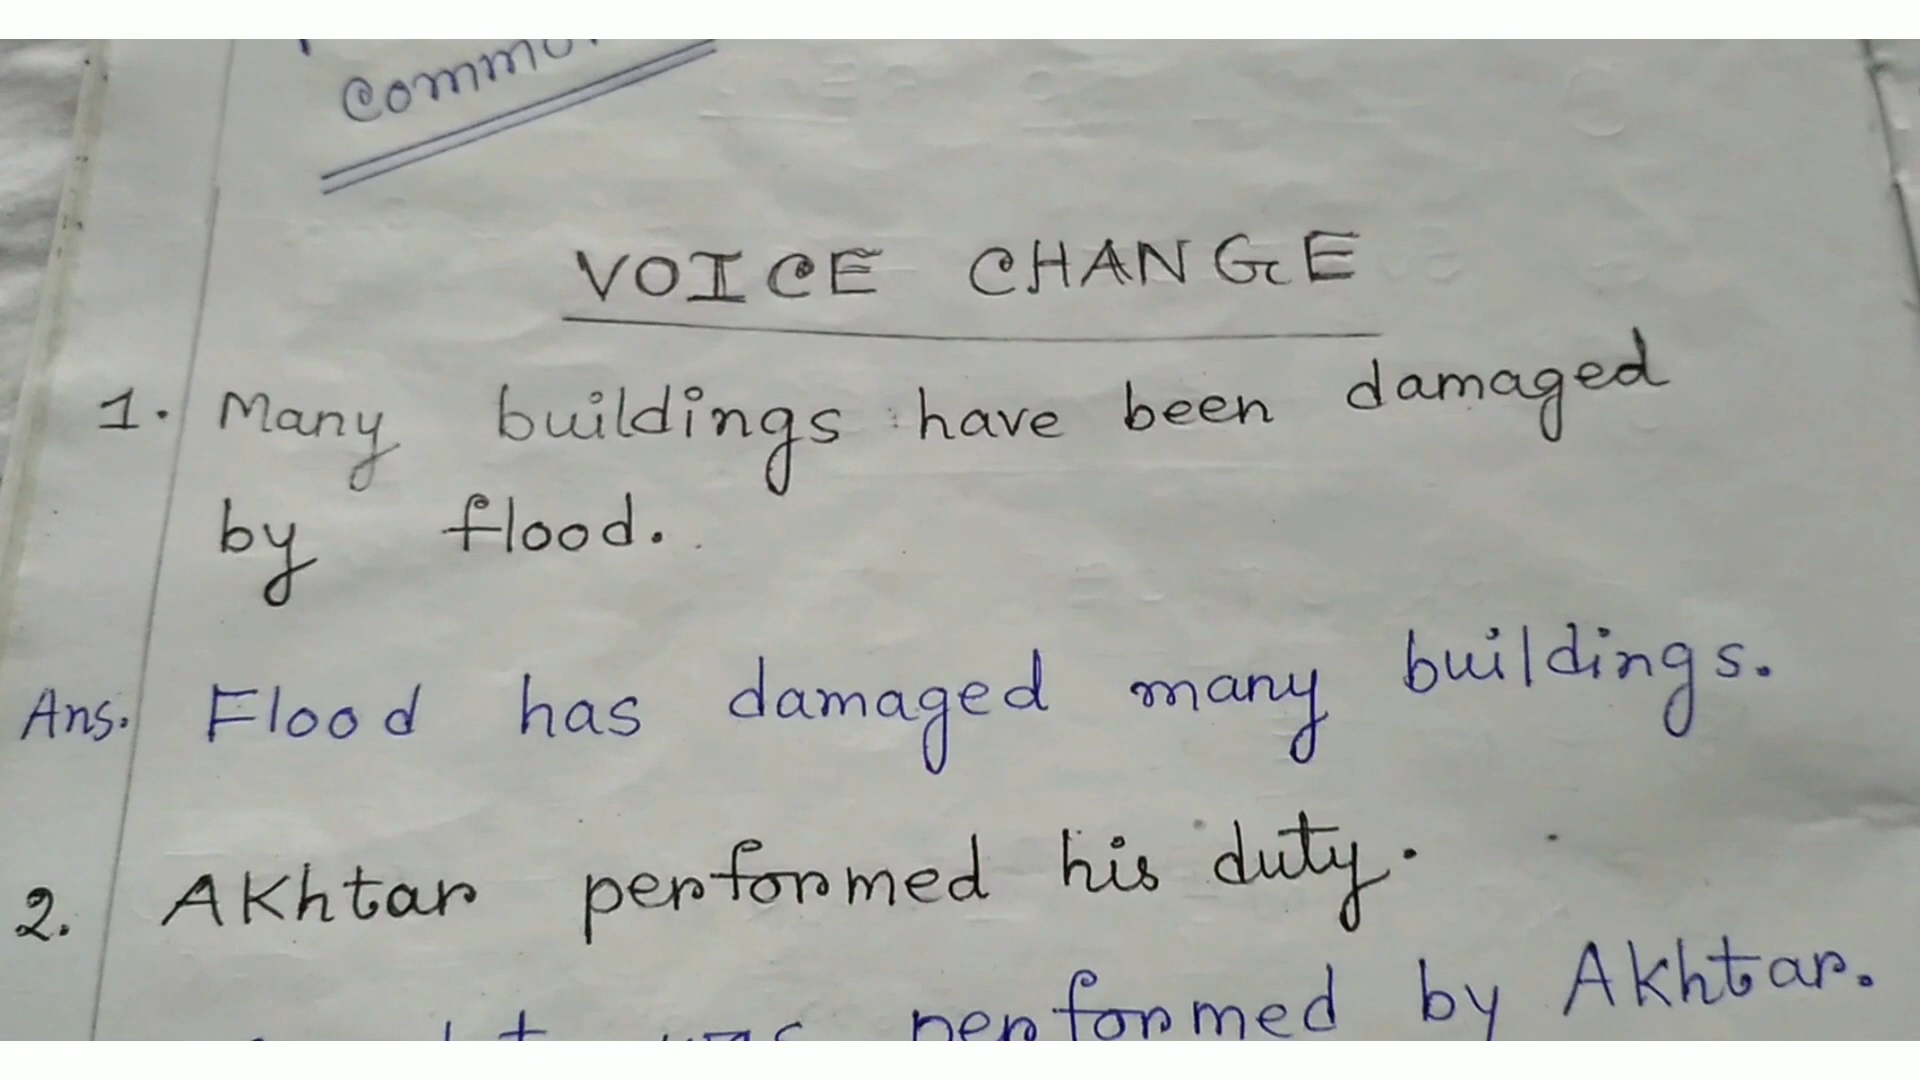 VOICE CHANGE
1. Many buildings have been damaged
by flood.
Ans. Flood has damaged many buildings.
2. Akhtar performed his duty.
was performed by Akhtar.